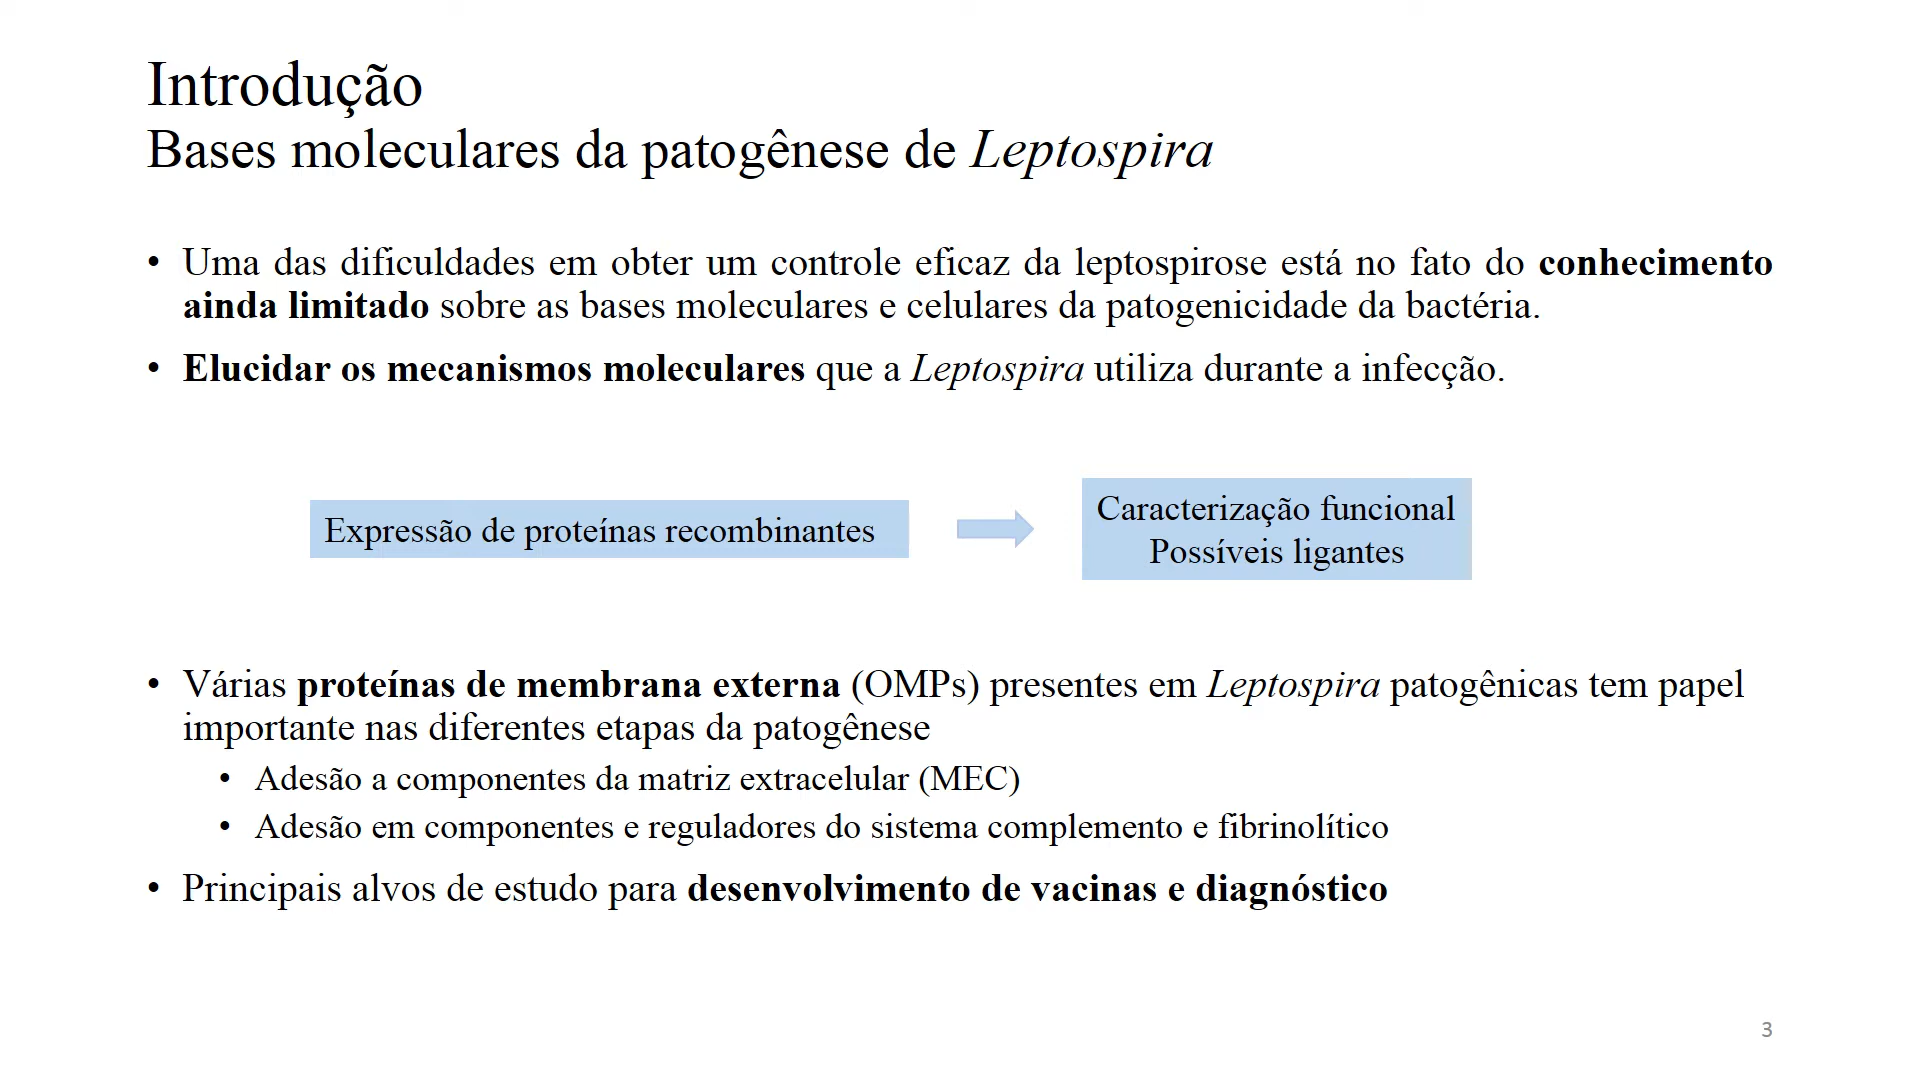 Introdução
Bases moleculares da patogênese de Leptospira
• Uma das dificuldades em obter um controle eficaz da leptospirose está no fato do conhecimento
ainda limitado sobre as bases moleculares e celulares da patogenicidade da bactéria.
• Elucidar os mecanismos moleculares que a Leptospira utiliza durante a infecção.
Expressão de proteínas recombinantes
Caracterização funcional
Possíveis ligantes
• Várias proteínas de membrana externa (OMPs) presentes em Leptospira patogênicas tem papel
importante nas diferentes etapas da patogênese
• Adesão a componentes da matriz extracelular (MEC)
• Adesão em componentes e reguladores do sistema complemento e fibrinolítico
• Principais alvos de estudo para desenvolvimento de vacinas e diagnóstico
3